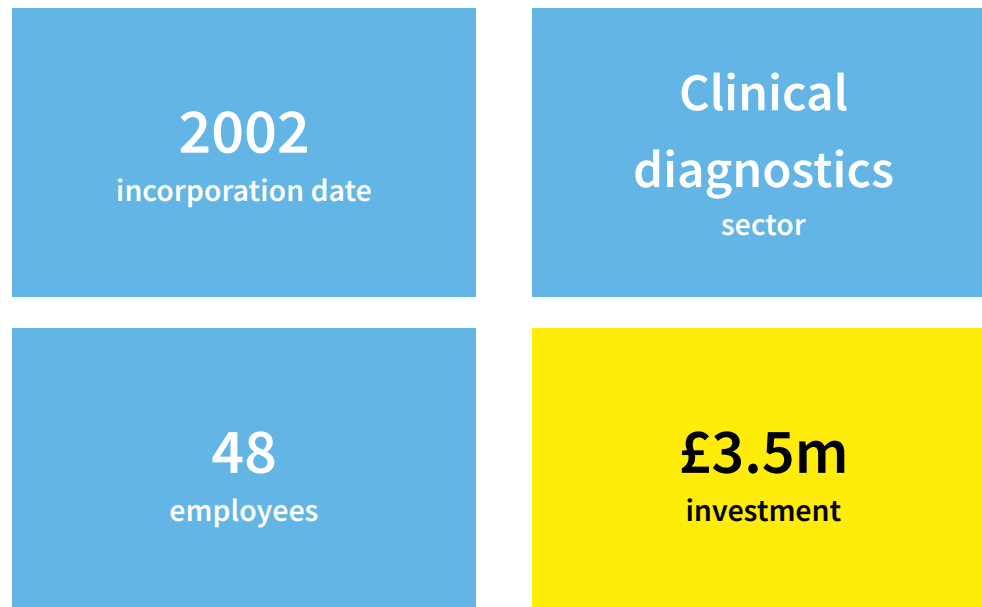 2002
incorporation date
Clinical
diagnostics
sector
48
employees
£3.5m
investment